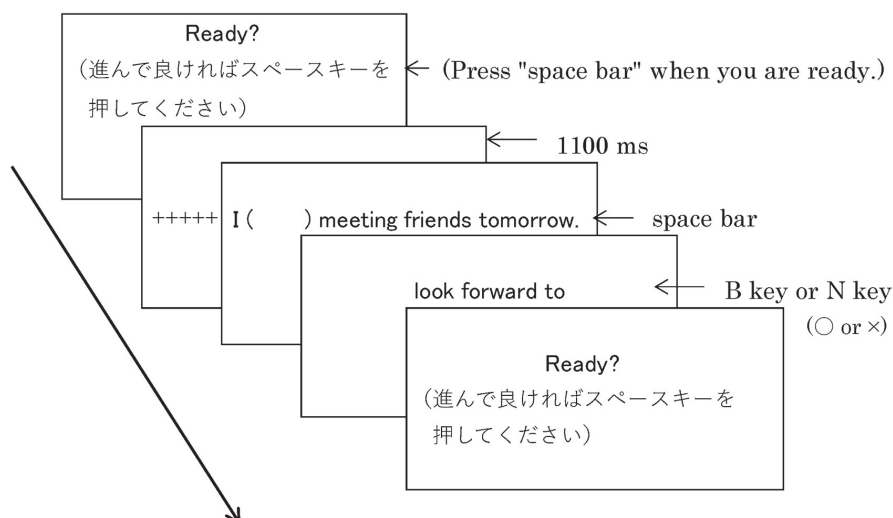 Ready?
(進んで良ければスペースキーを
押してください)
(Press "space bar" when you are ready.)
1100 ms
+++++
I (      ) meeting friends tomorrow.
space bar
look forward to
B key or N key
(○ or ×)
Ready?
(進んで良ければスペースキーを
押してください)